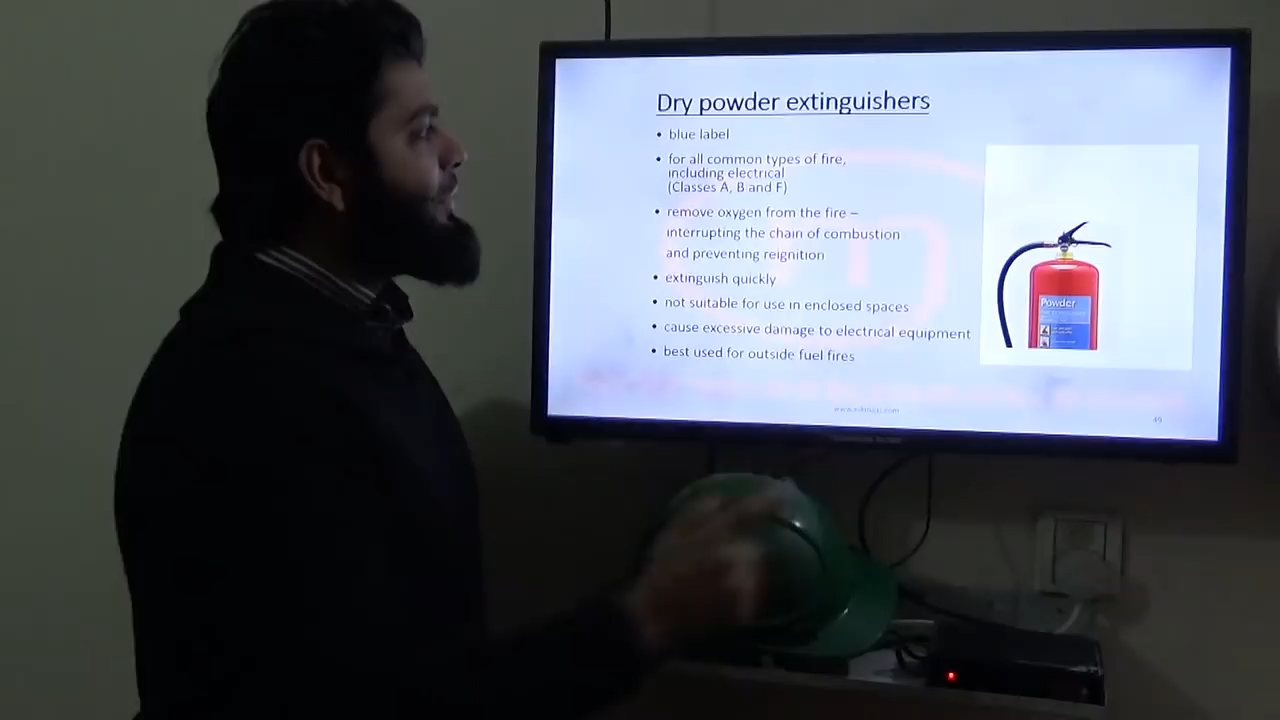 Dry powder extinguishers
• blue label
• for all common types of fire,
including electrical
(Classes A, B and F)
• remove oxygen from the fire –
interrupting the chain of combustion
and preventing reignition
• extinguish quickly
• not suitable for use in enclosed spaces
• cause excessive damage to electrical equipment
• best used for outside fuel fires
Powder
49